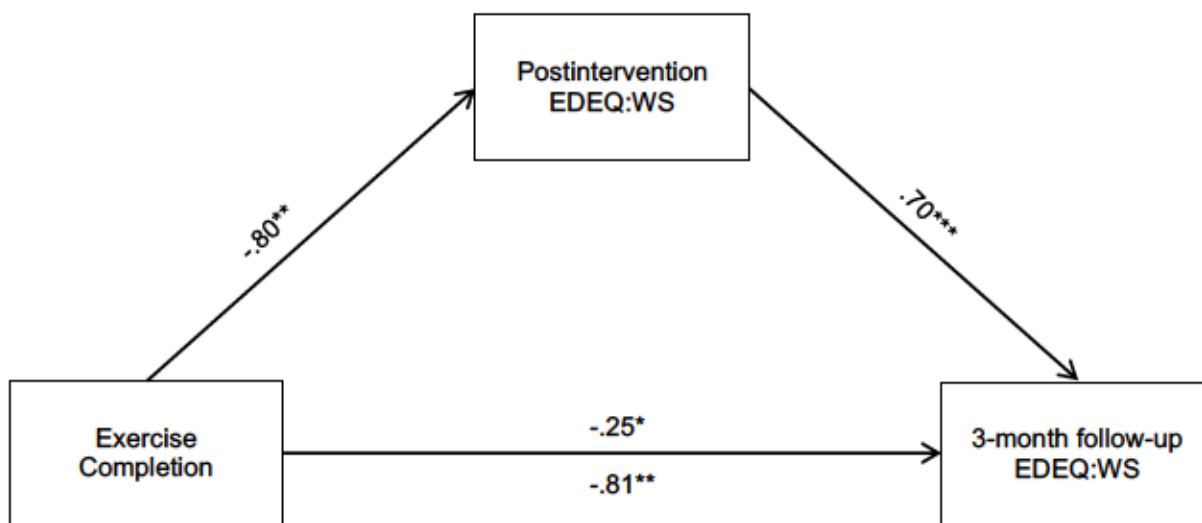 Postintervention
EDEQ:WS
-.80**
.70***
Exercise
Completion
-.25*
-.81**
3-month follow-up
EDEQ:WS